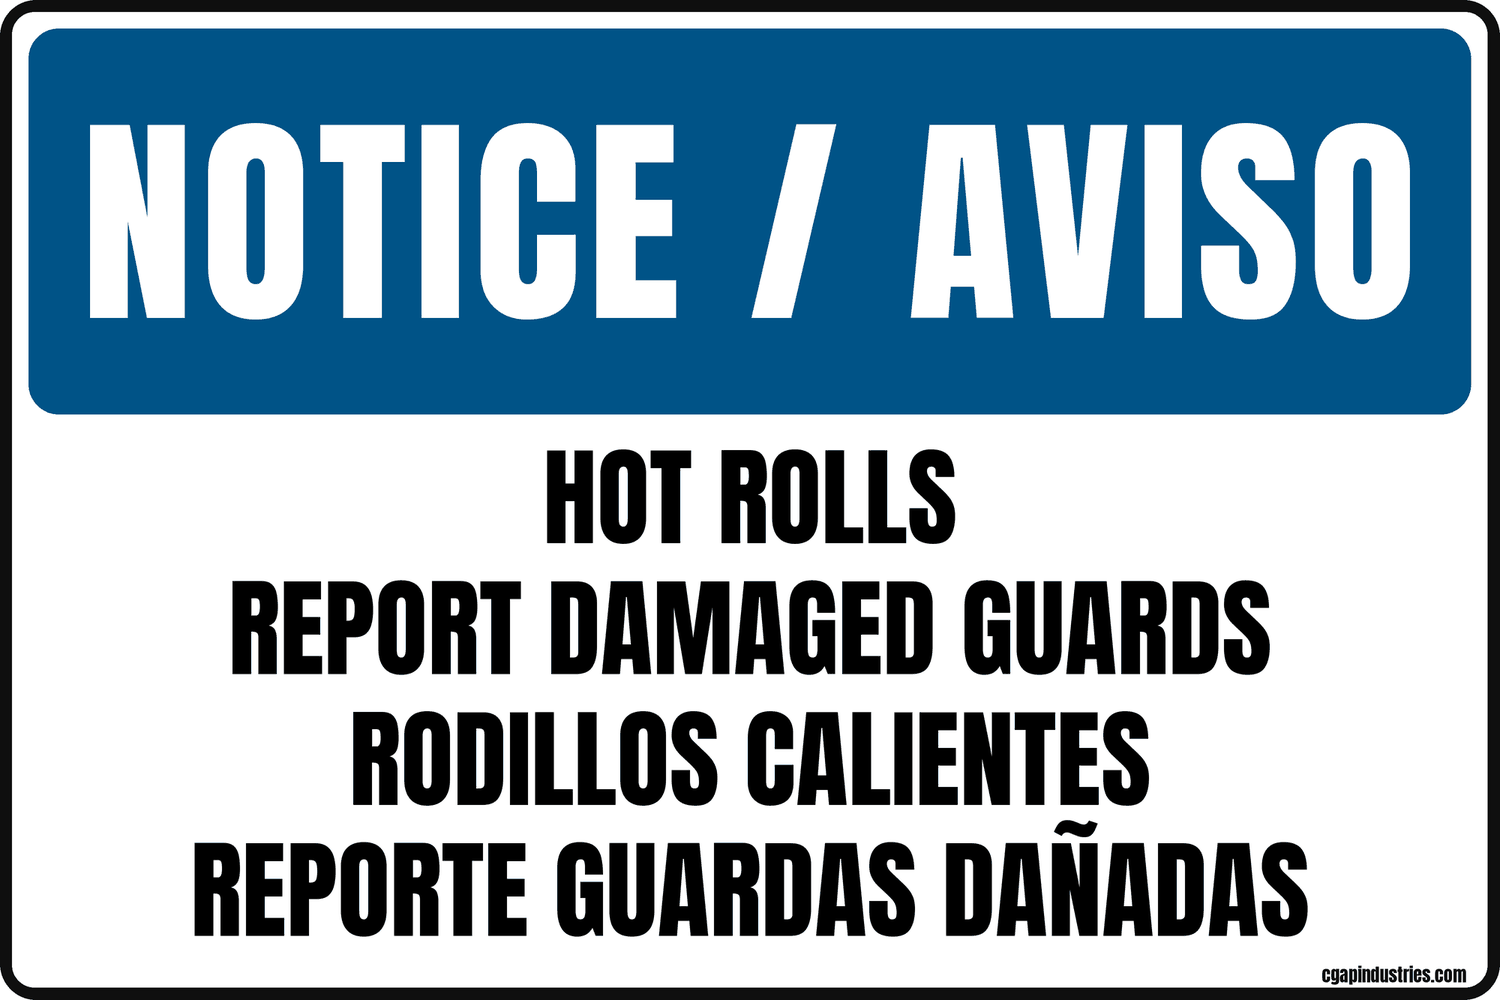 NOTICE / AVISO
HOT ROLLS
REPORT DAMAGED GUARDS
RODILLOS CALIENTES
REPORTE GUARDAS DAÑADAS
cgapindustries.com